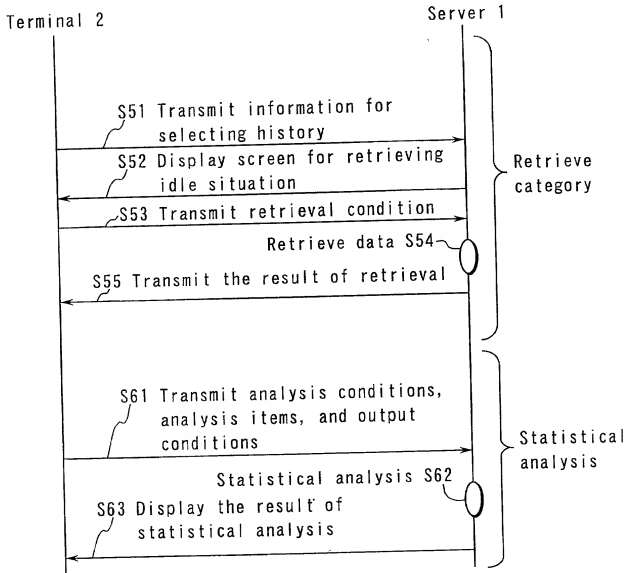 Terminal 2
Server 1
S51 Transmit information for
selecting history
S52 Display screen for retrieving
idle situation
S53 Transmit retrieval condition
Retrieve data S54
S55 Transmit the result of retrieval
Retrieve
category
S61 Transmit analysis conditions,
analysis items, and output
conditions
Statistical analysis S62
S63 Display the result of
statistical analysis
Statistical
analysis